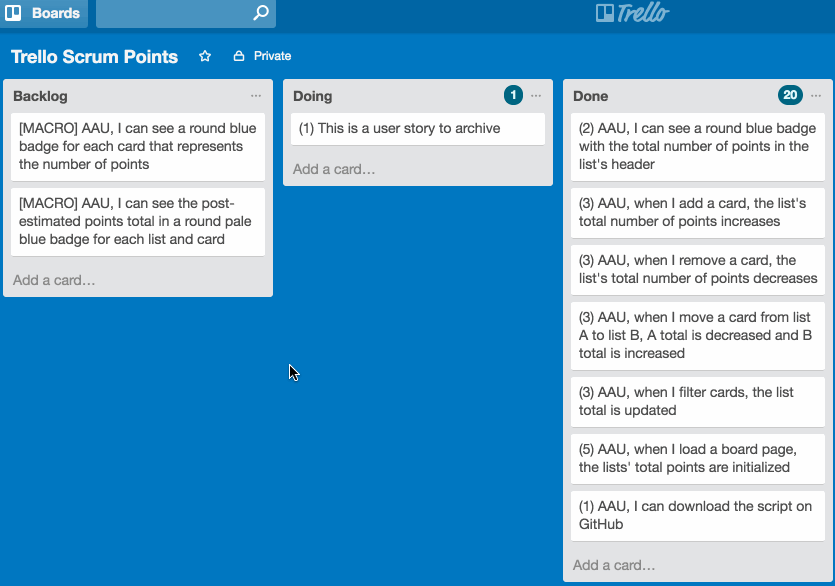 Boards
Trello
Trello Scrum Points
Private
Backlog
[MACRO] AAU, I can see a round blue
badge for each card that represents
the number of points
[MACRO] AAU, I can see the post-
estimated points total in a round pale
blue badge for each list and card
Add a card…
Doing
1
(1) This is a user story to archive
Add a card…
Done
20
(2) AAU, I can see a round blue badge
with the total number of points in the
list's header
(3) AAU, when I add a card, the list's
total number of points increases
(3) AAU, when I remove a card, the
list's total number of points decreases
(3) AAU, when I move a card from list
A to list B, A total is decreased and B
total is increased
(3) AAU, when I filter cards, the list
total is updated
(5) AAU, when I load a board page,
the lists' total points are initialized
(1) AAU, I can download the script on
GitHub
Add a card…